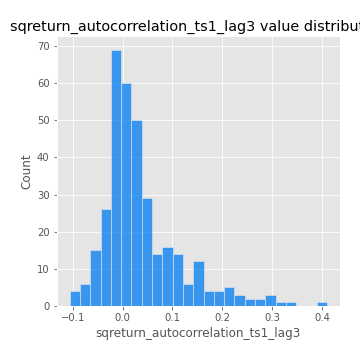 sqreturn_autocorrelation_ts1_lag3 value distribut
70
60
50
40
30
20
10
0
Count
−0.1 0.0 0.1 0.2 0.3 0.4
sqreturn_autocorrelation_ts1_lag3